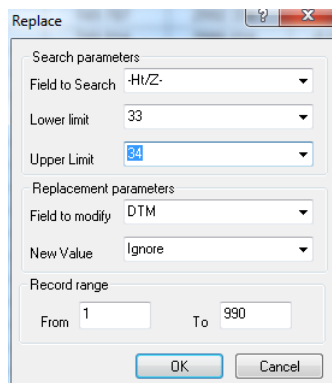 Replace
Search parameters
Field to Search -Ht/Z-
Lower limit 33
Upper Limit 34
Replacement parameters
Field to modify DTM
New Value Ignore
Record range
From 1 To 990
OK Cancel